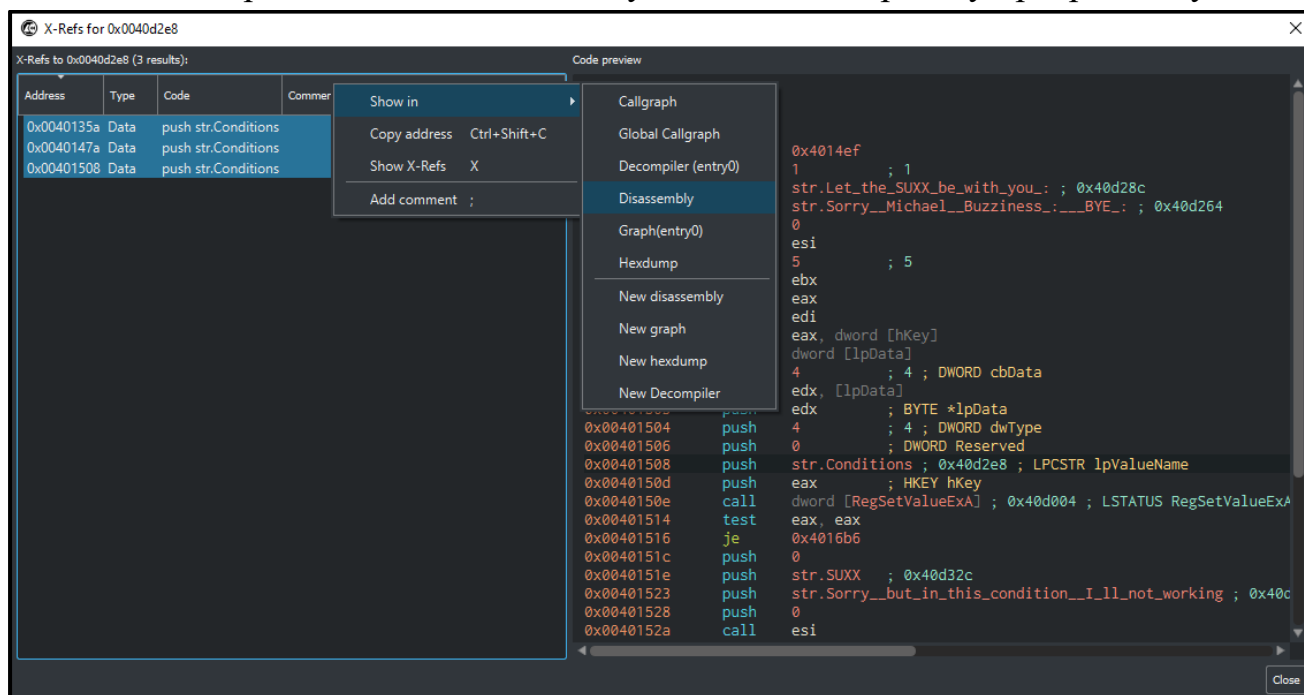 X-Refs for 0x0040d2e8
X-Refs to 0x0040d2e8 (3 results):
Code preview
Address Type Code Commer
0x0040135a Data push str.Conditions
0x0040147a Data push str.Conditions
0x00401508 Data push str.Conditions
Show in
Copy address Ctrl+Shift+C
Show X-Refs X
Add comment ;
Callgraph
Global Callgraph
Decompiler (entry0)
Disassembly
Graph(entry0)
Hexdump
New disassembly
New graph
New hexdump
New Decompiler
0x4014ef
1 ; 1
str.Let_the_SUXX_be_with_you_: ; 0x40d28c
str.Sorry__Michael__Buzziness_:___BYE_: ; 0x40d264
0
esi
5 ; 5
ebx
eax
edi
eax, dword [hKey]
dword [lpData]
4 ; 4 ; DWORD cbData
edx, [lpData]
edx ; BYTE *lpData
0x00401504 push 4 ; 4 ; DWORD dwType
0x00401506 push 0 ; DWORD Reserved
0x00401508 push str.Conditions ; 0x40d2e8 ; LPCSTR lpValueName
0x0040150d push eax ; HKEY hKey
0x0040150e call dword [RegSetValueExA] ; 0x40d004 ; LSTATUS RegSetValueExA
0x00401514 test eax, eax
0x00401516 je 0x4016b6
0x0040151c push 0
0x0040151e push str.SUXX ; 0x40d32c
0x00401523 push str.Sorry__but_in_this_condition__I_ll_not_working ; 0x40
0x00401528 push 0
0x0040152a call esi
Close